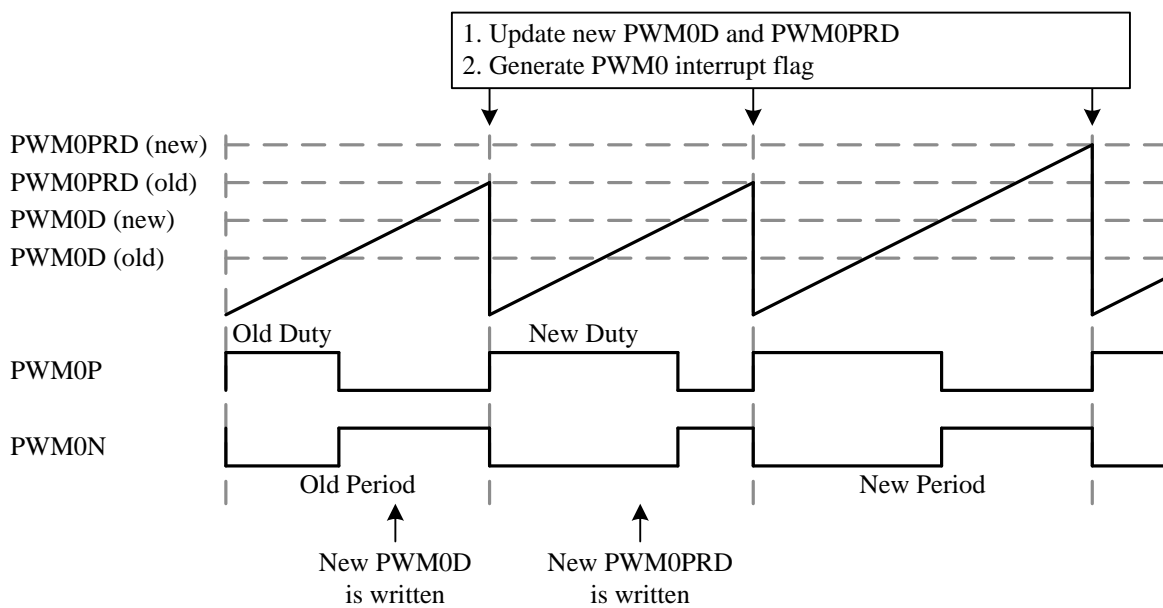 1. Update new PWM0D and PWM0PRD
2. Generate PWM0 interrupt flag
PWM0PRD (new)
PWM0PRD (old)
PWM0D (new)
PWM0D (old)
Old Duty
New Duty
PWM0P
PWM0N
Old Period
New Period
New PWM0D
is written
New PWM0PRD
is written